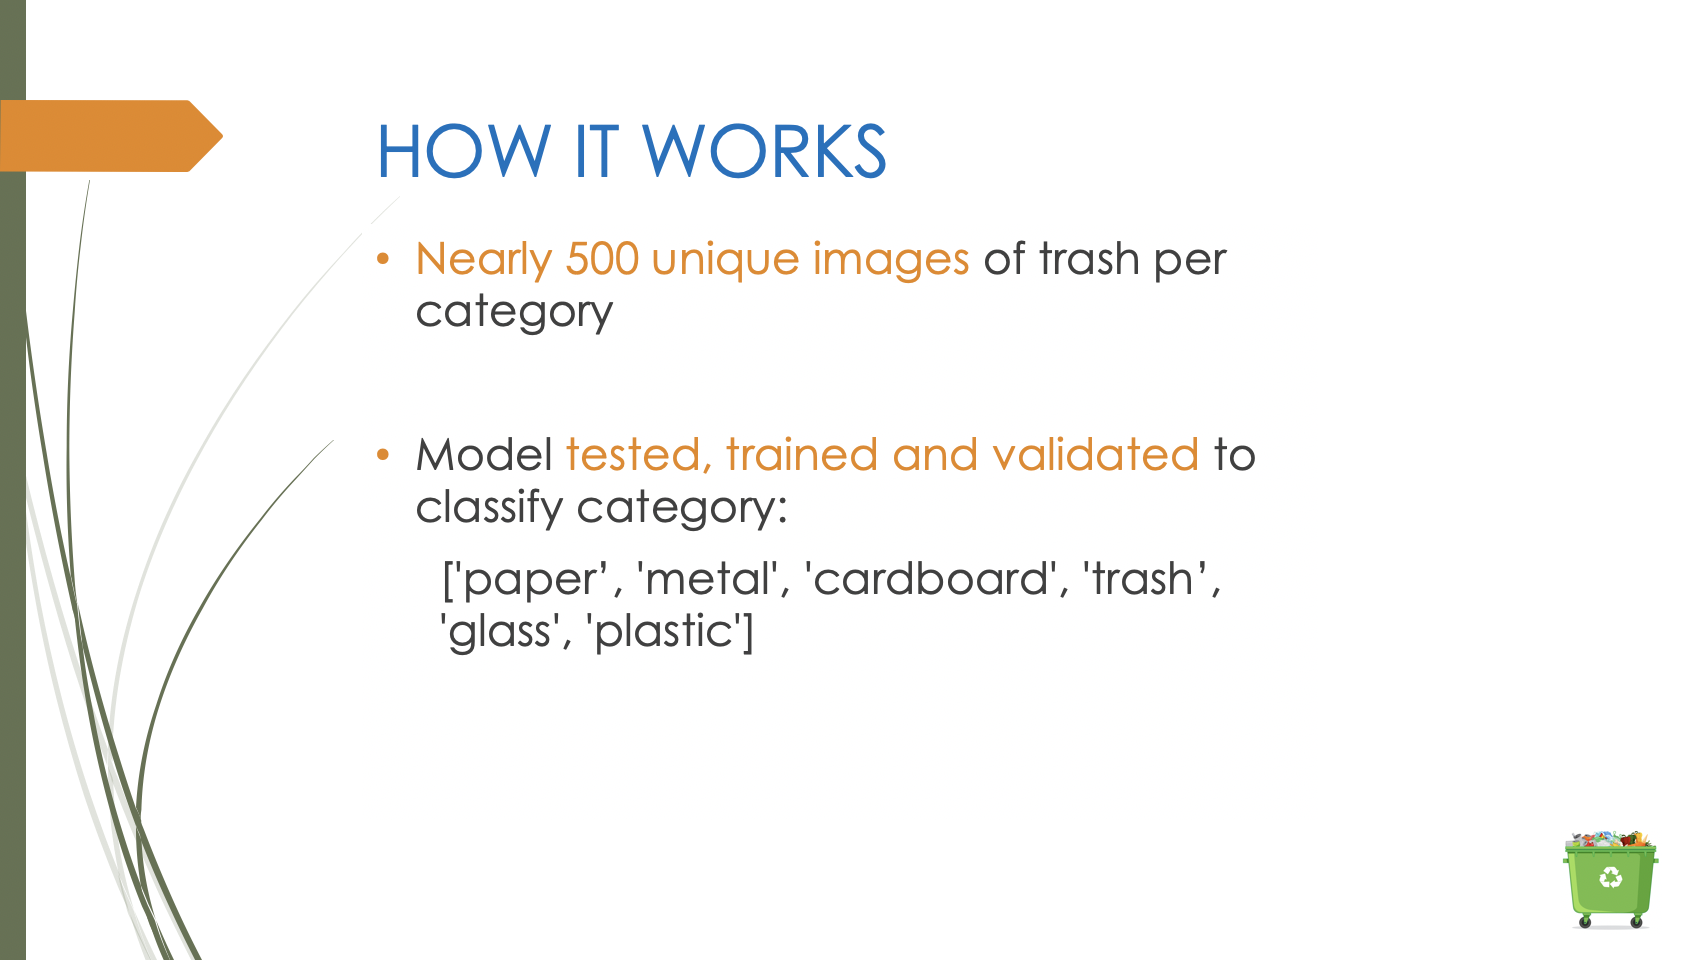 HOW IT WORKS
• Nearly 500 unique images of trash per
category
• Model tested, trained and validated to
classify category:
['paper’, 'metal', 'cardboard', 'trash’,
'glass', 'plastic']